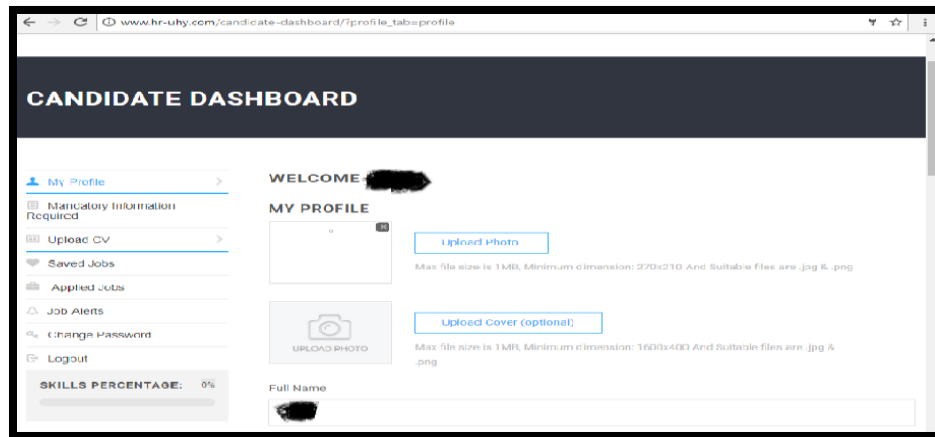 www.hr-uhy.com/candidate-dashboard/?profile_tab=profile
CANDIDATE DASHBOARD
My Profile
Mandatory Information
Required
Upload CV
Saved Jobs
Applied Jobs
Job Alerts
Change Password
Logout
SKILLS PERCENTAGE: 0%
WELCOME
MY PROFILE
Upload Photo
Max file size is 1MB, Minimum dimension: 270x210 And Suitable files are .jpg & .png
UPLOAD PHOTO
Upload Cover (optional)
Max file size is 1MB, Minimum dimension: 1600x400 And Suitable files are .jpg &
.png
Full Name